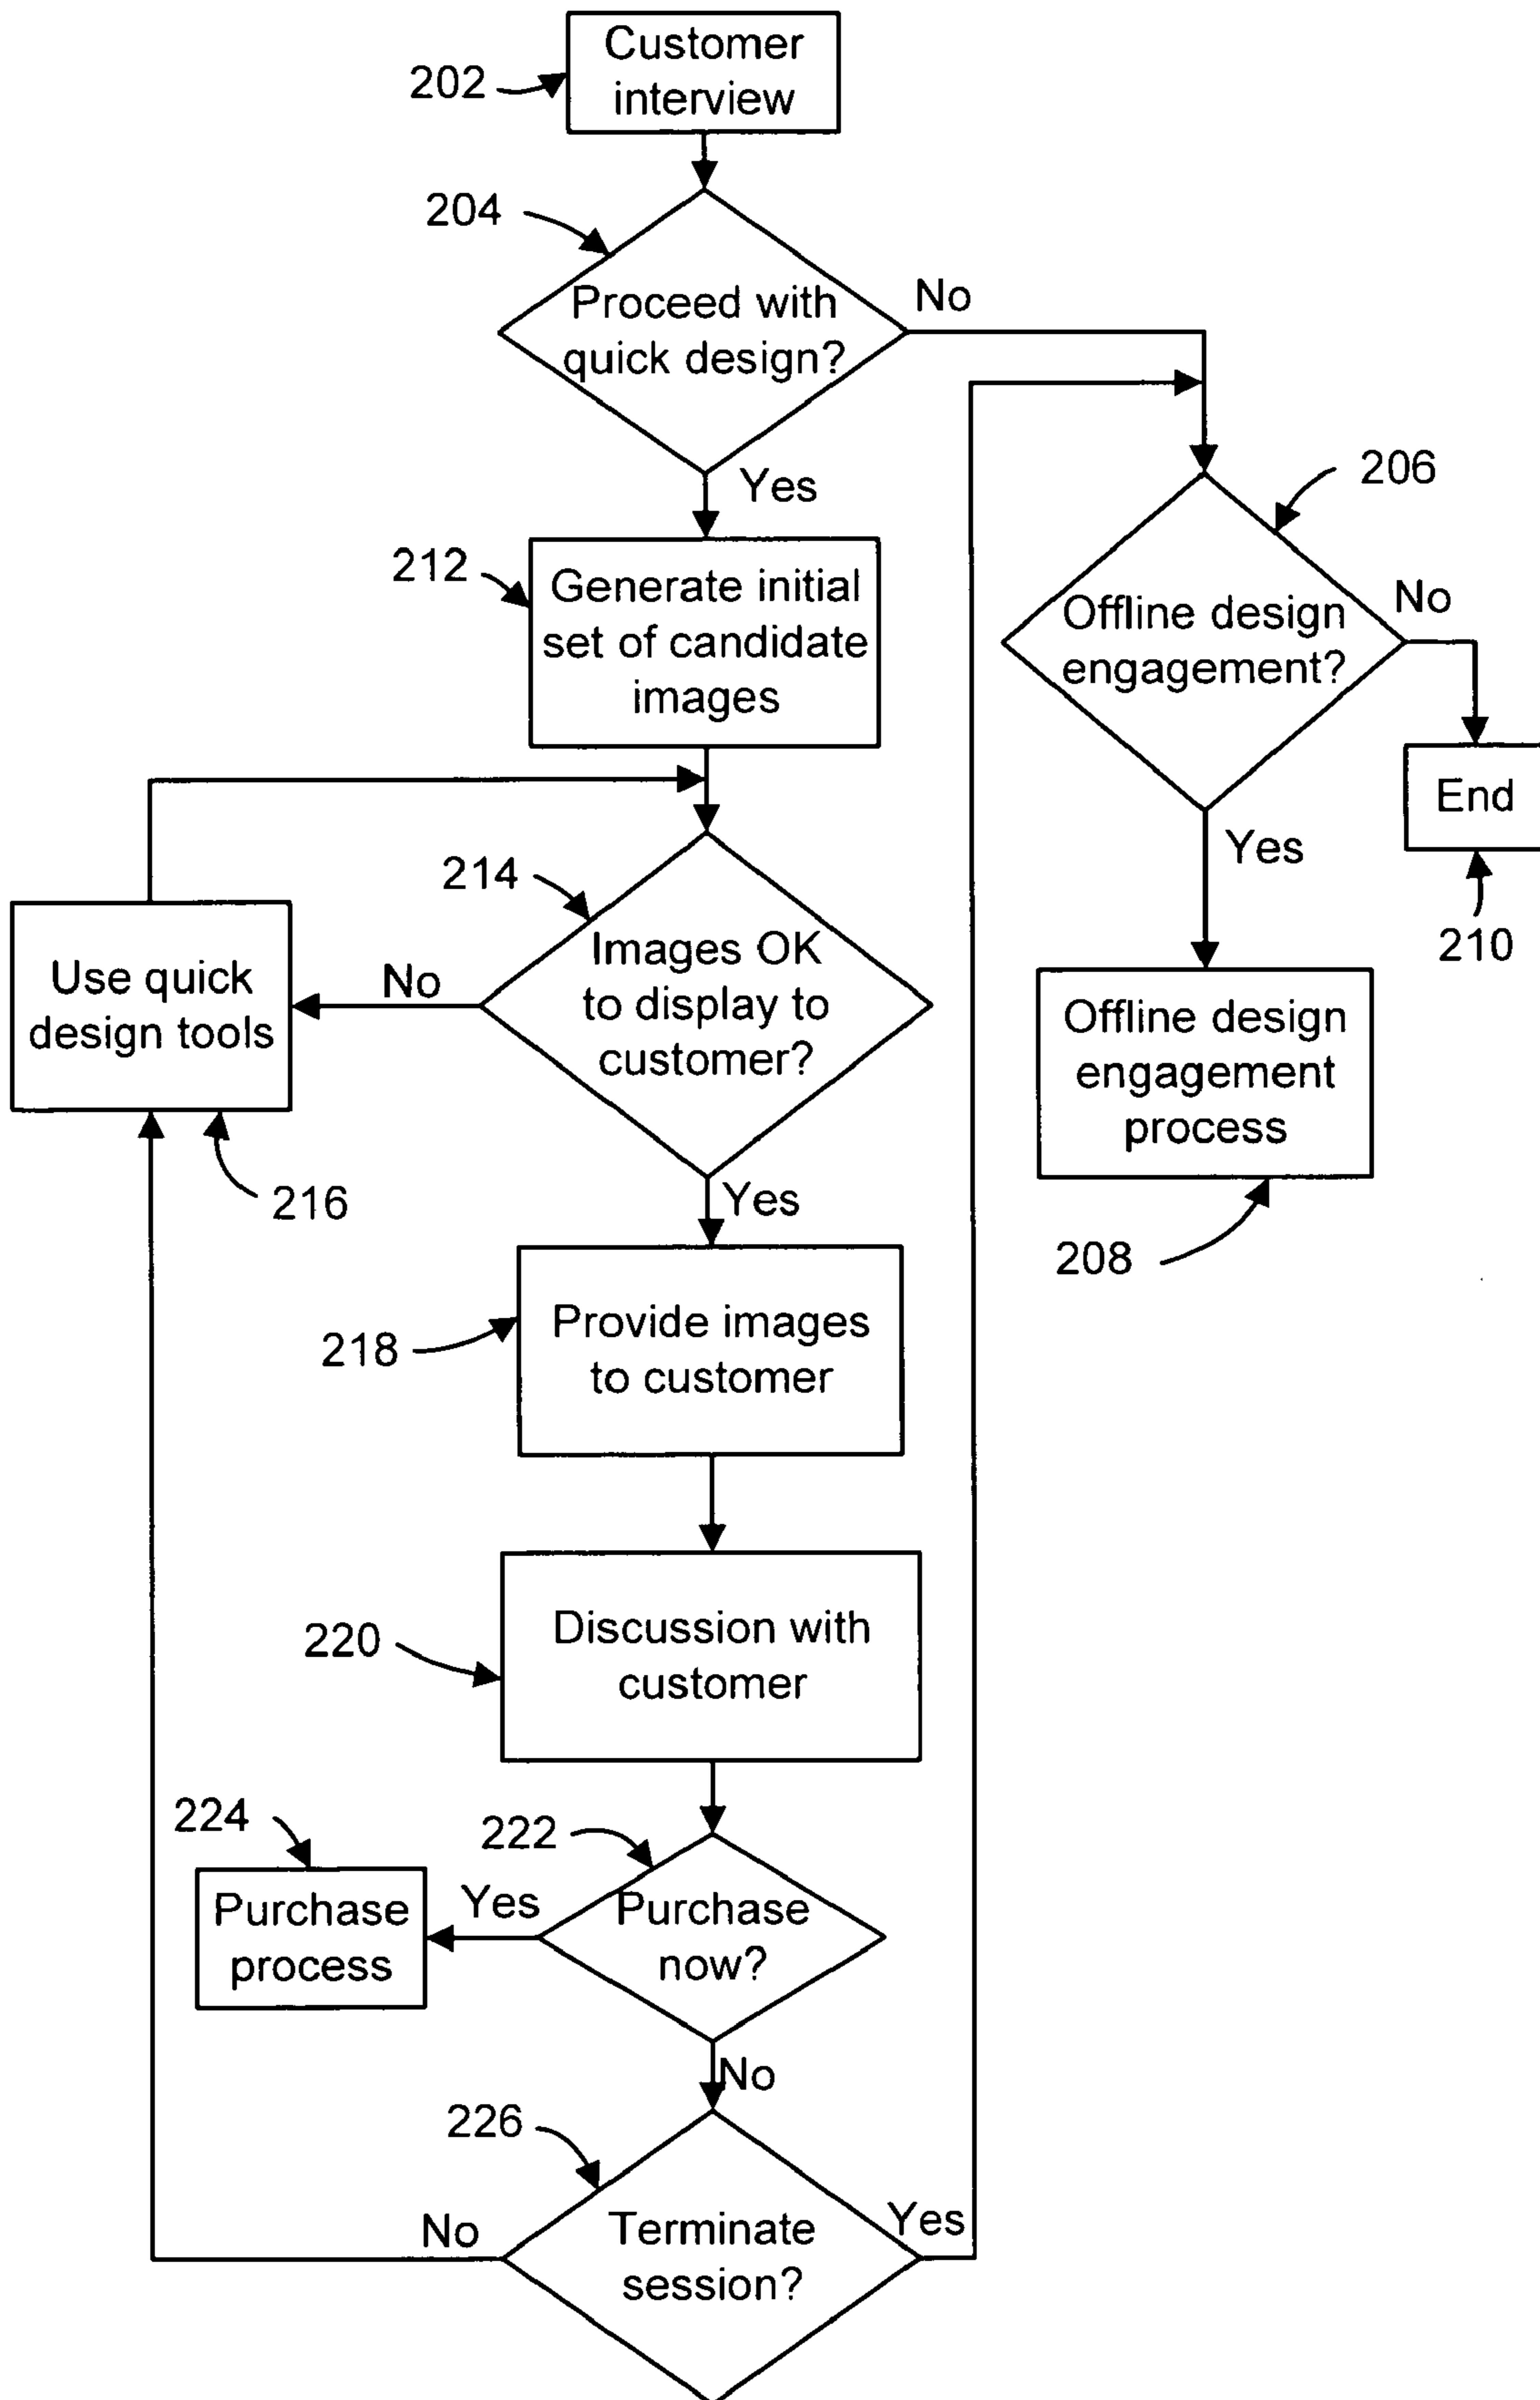 Customer
interview
202
204
Proceed with
quick design?
No
Yes
206
Offline design
engagement?
No
End
210
Yes
Offline design
engagement
process
208
212
Generate initial
set of candidate
images
214
Images OK
to display to
customer?
No
Use quick
design tools
216
Yes
218
Provide images
to customer
220
Discussion with
customer
224
222
Purchase
process
Yes
Purchase
now?
No
226
Terminate
session?
No
Yes